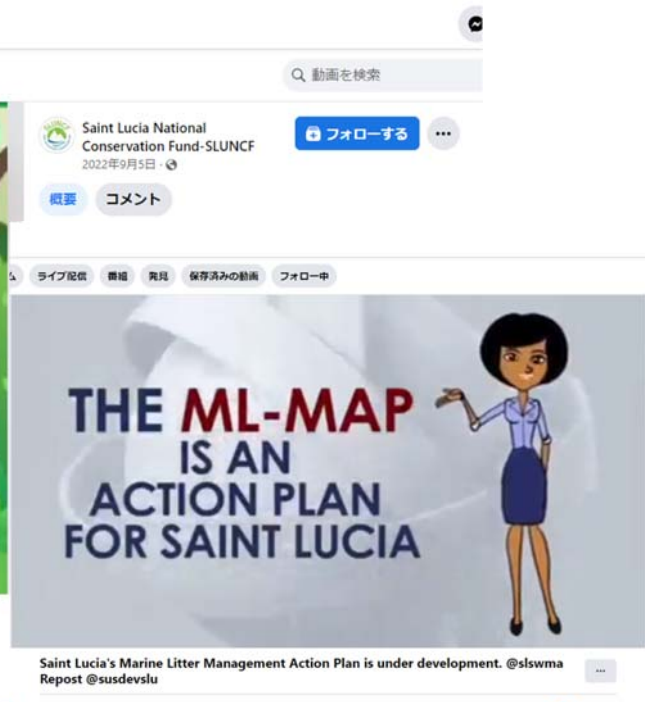 動画を検索
Saint Lucia National
Conservation Fund-SLUNCF
2022年9月5日
フォローする
概要
コメント
ム
ライブ配信
番組
発見
保存済みの動画
フォロー中
THE ML-MAP
IS AN
ACTION PLAN
FOR SAINT LUCIA
Saint Lucia's Marine Litter Management Action Plan is under development. @slswma
Repost @susdevslu